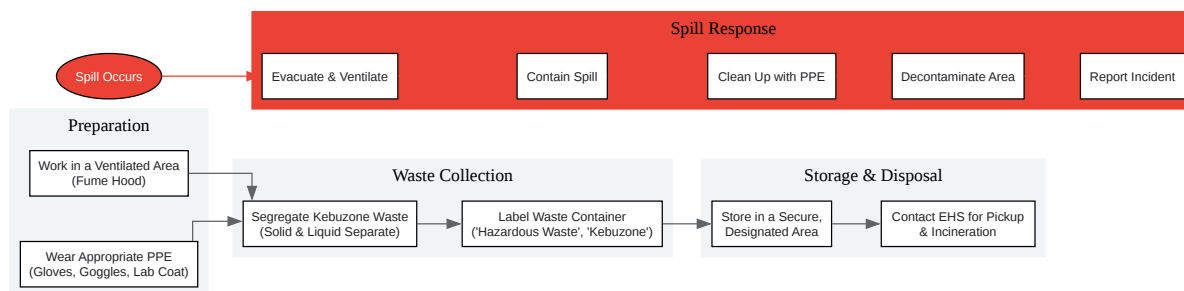 Spill Response
Spill Occurs
Evacuate & Ventilate
Contain Spill
Clean Up with PPE
Decontaminate Area
Report Incident
Preparation
Work in a Ventilated Area
(Fume Hood)
Wear Appropriate PPE
(Gloves, Goggles, Lab Coat)
Waste Collection
Segregate Kebuzone Waste
(Solid & Liquid Separate)
Label Waste Container
('Hazardous Waste', 'Kebuzone')
Storage & Disposal
Store in a Secure,
Designated Area
Contact EHS for Pickup
& Incineration